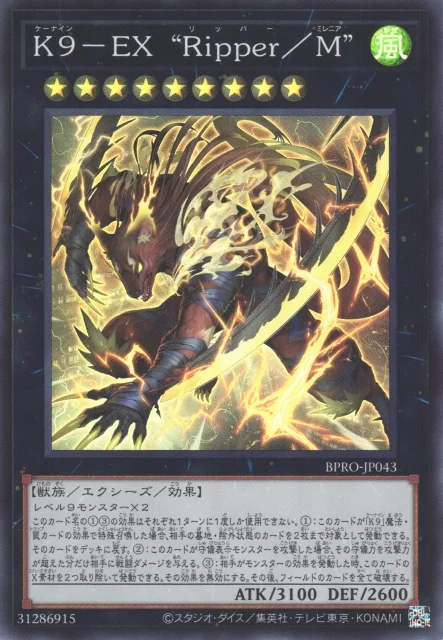 ケーナイン リッパー ミレニア
K9－EX “Ripper／M”
風
BPRO-JP043
【獣族／エクシーズ／効果】
レベル９モンスター×２
このカード名の①③の効果はそれぞれ１ターンに１度しか使用できない。①：このカードが「K9」魔法・
罠カードの効果で特殊召喚した場合、相手の墓地・除外状態のカードを２枚まで対象として発動できる。
そのカードをデッキに戻す。②：このカードが守備表示モンスターを攻撃した場合、その守備力を攻撃力
が超えた分だけ相手に戦闘ダメージを与える。③：相手がモンスターの効果を発動した時、このカードの
X素材を２つ取り除いて発動できる。その効果を無効にする。その後、フィールドのカードを全て破壊する。
ATK/3100 DEF/2600
31286915
©スタジオ・ダイス／集英社・テレビ東京・KONAMI